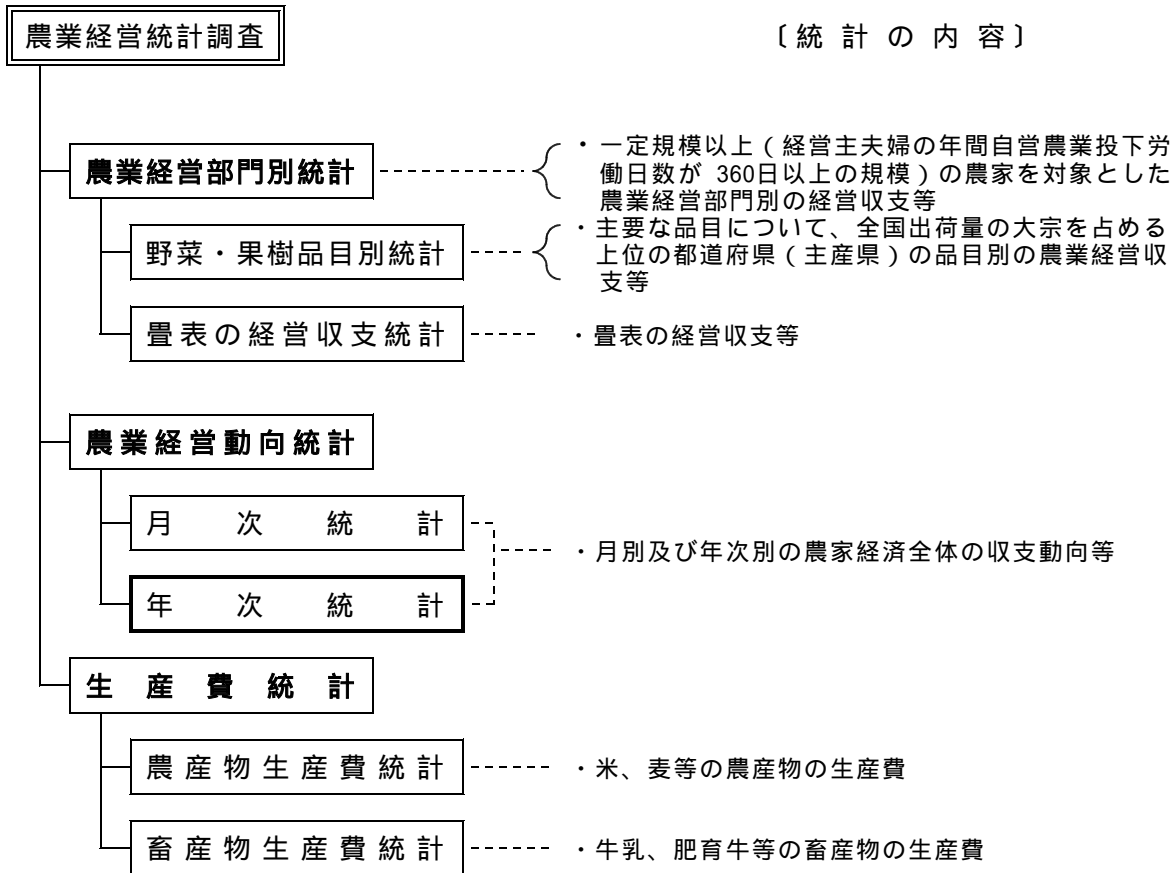 農業経営統計調査
〔統計の内容〕
農業経営部門別統計
・一定規模以上（経営主夫婦の年間自営農業投下労
働日数が 360日以上の規模）の農家を対象とした
農業経営部門別の経営収支等
野菜・果樹品目別統計
・主要な品目について、全国出荷量の大宗を占める
上位の都道府県（主産県）の品目別の農業経営収
支等
畳表の経営収支統計
・畳表の経営収支等
農業経営動向統計
月次統計
・月別及び年次別の農家経済全体の収支動向等
年次統計
生産費統計
農産物生産費統計
・米、麦等の農産物の生産費
畜産物生産費統計
・牛乳、肥育牛等の畜産物の生産費